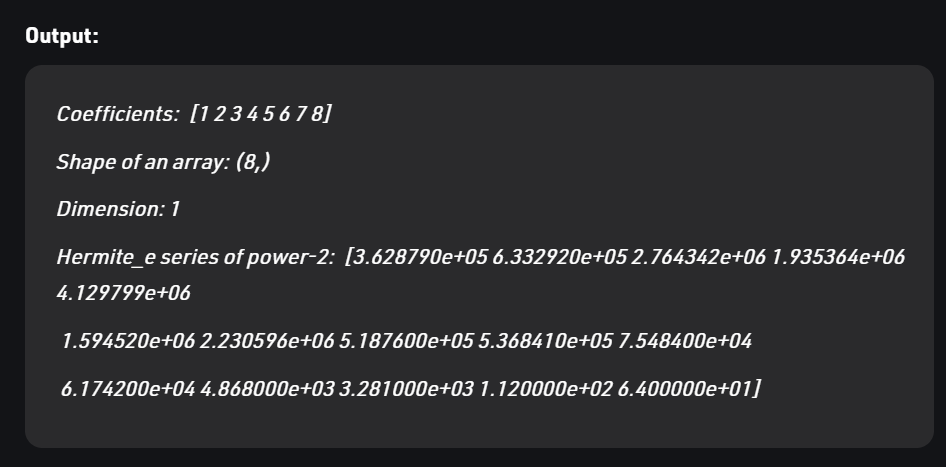 Output:
Coefficients:  [1 2 3 4 5 6 7 8]
Shape of an array: (8,)
Dimension: 1
Hermite_e series of power-2:  [3.628790e+05 6.332920e+05 2.764342e+06 1.935364e+06
4.129799e+06
1.594520e+06 2.230596e+06 5.187600e+05 5.368410e+05 7.548400e+04
6.174200e+04 4.868000e+03 3.281000e+03 1.120000e+02 6.400000e+01]